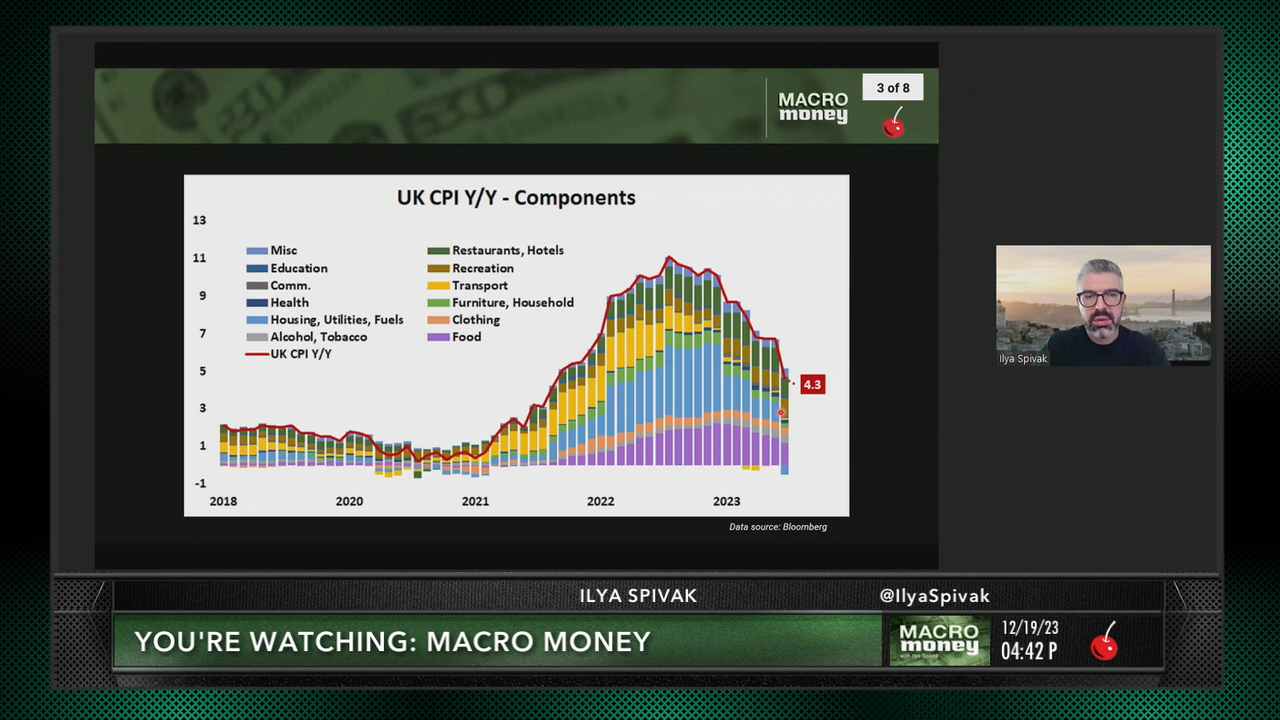 3 of 8
MACRO
money
UK CPI Y/Y - Components
13
11
9
7
5
3
1
-1
Misc
Education
Comm.
Health
Housing, Utilities, Fuels
Alcohol, Tobacco
UK CPI Y/Y
Restaurants, Hotels
Recreation
Transport
Furniture, Household
Clothing
Food
4.3
2018
2020
2021
2022
2023
Data source: Bloomberg
Ilya Spivak
ILYA SPIVAK
@IlyaSpivak
YOU'RE WATCHING: MACRO MONEY
MACRO
money
with Ilya Spivak
12/19/23
04:42 P